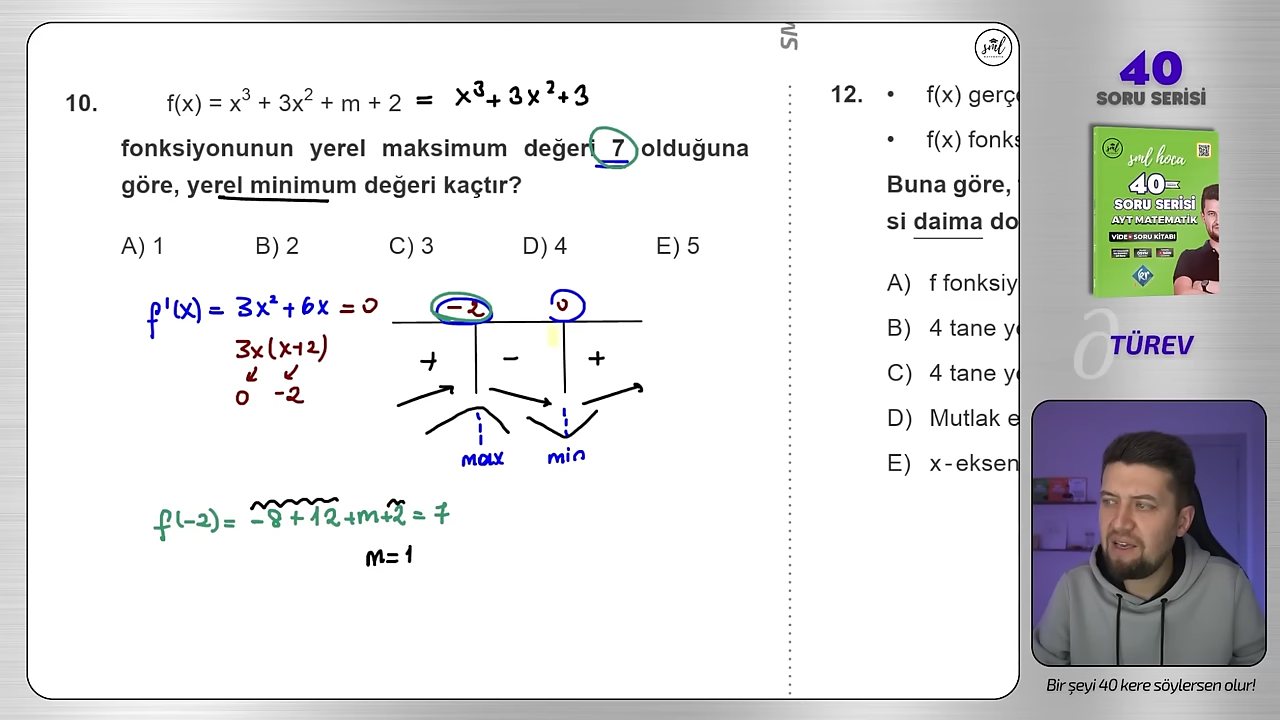 10. f(x) = x³ + 3x² + m + 2 = x³ + 3x² + 3
fonksiyonunun yerel maksimum değeri 7 olduğuna
göre, yerel minimum değeri kaçtır?
A) 1 B) 2 C) 3 D) 4 E) 5
f'(x) = 3x² + 6x = 0
3x(x+2)
0 -2
-2 0
+ - +
max min
f(-2) = -8+12+m+2 = 7
m=1
sml
12. • f(x) gerçe
• f(x) fonks
Buna göre,
si daima do
A) f fonksiy
B) 4 tane ye
C) 4 tane ye
D) Mutlak e
E) x-eksen
40
SORU SERİSİ
sml hoca
40
SORU SERİSİ
AYT MATEMATİK
VİDEO SORU KİTABI
TÜREV
Bir şeyi 40 kere söylersen olur!